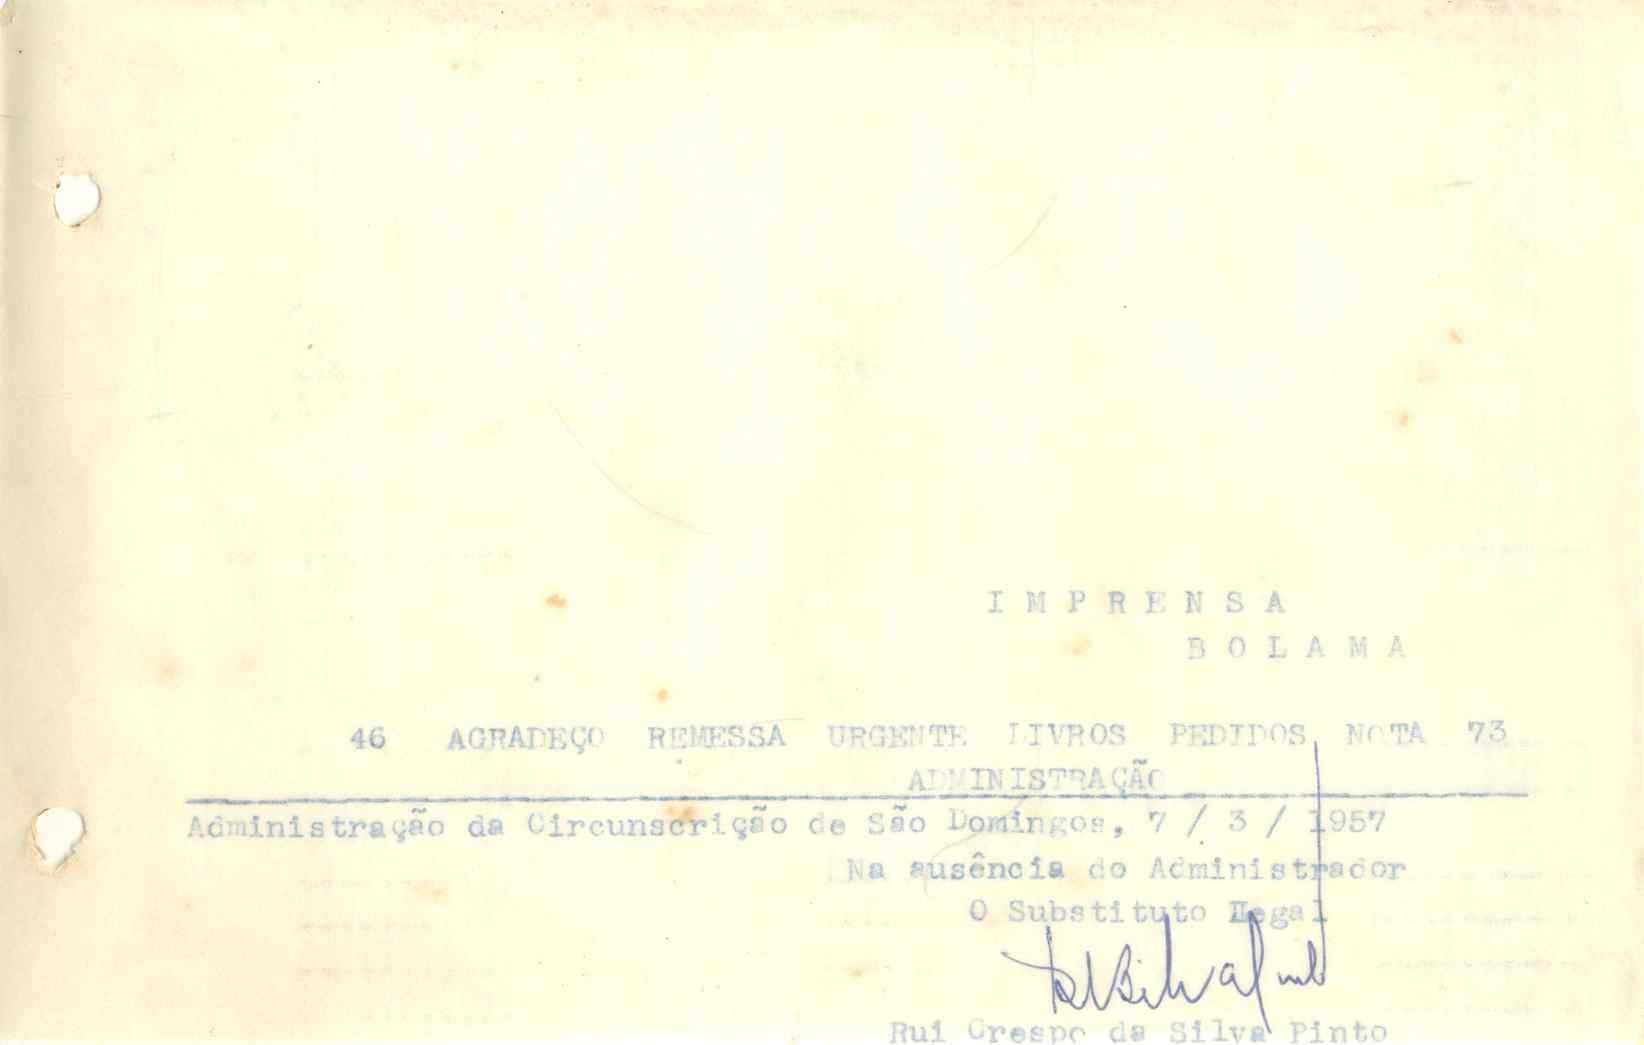 IMPRENSA
BOLAMA
46 AGRADEÇO REMESSA URGENTE LIVROS PEDIDOS NOTA 73
ADMINISTRAÇÃO
Administração da Circunscrição de São Domingos, 7 / 3 / 1957
Na ausência do Administrador
O Substituto Legal
Rui Crespo da Silva Pinto